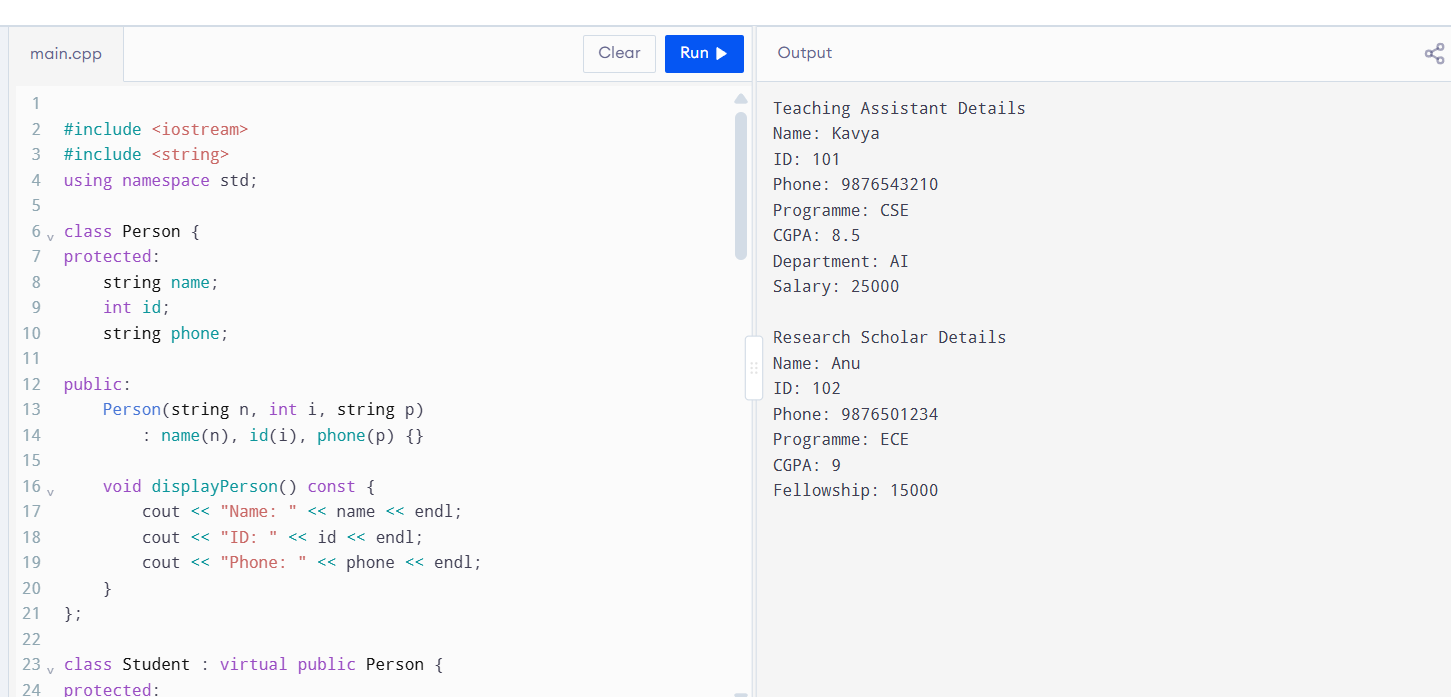 main.cpp
Clear
Run
Output
1
2 #include <iostream>
3 #include <string>
4 using namespace std;
5
6 class Person {
7 protected:
8     string name;
9     int id;
10     string phone;
11
12 public:
13     Person(string n, int i, string p)
14         : name(n), id(i), phone(p) {}
15
16     void displayPerson() const {
17         cout << "Name: " << name << endl;
18         cout << "ID: " << id << endl;
19         cout << "Phone: " << phone << endl;
20     }
21 };
22
23 class Student : virtual public Person {
24 protected:
Teaching Assistant Details
Name: Kavya
ID: 101
Phone: 9876543210
Programme: CSE
CGPA: 8.5
Department: AI
Salary: 25000

Research Scholar Details
Name: Anu
ID: 102
Phone: 9876501234
Programme: ECE
CGPA: 9
Fellowship: 15000